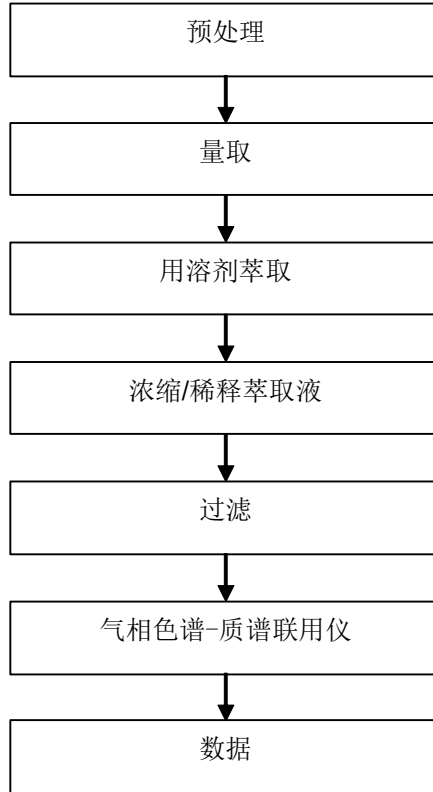 预处理
量取
用溶剂萃取
浓缩/稀释萃取液
过滤
气相色谱-质谱联用仪
数据